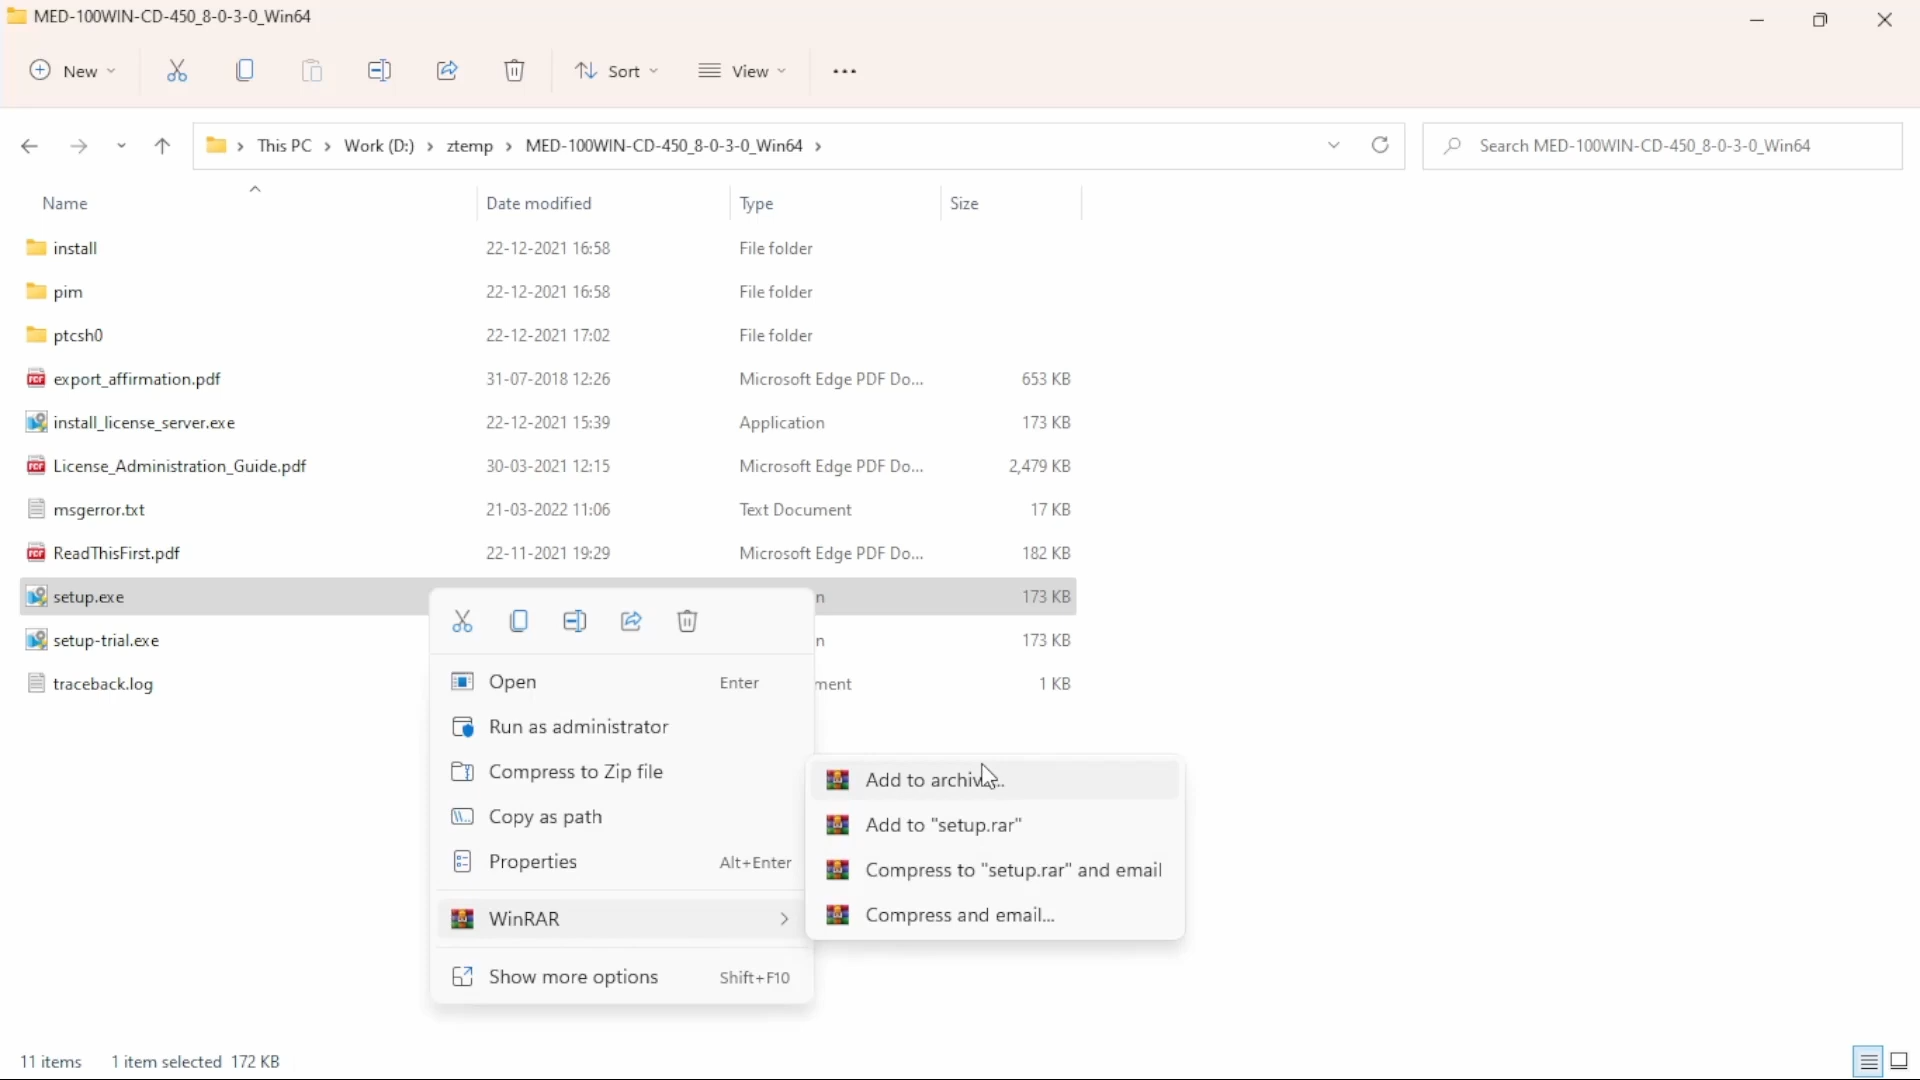 MED-100WIN-CD-450_8-0-3-0_Win64
New Sort View
This PC Work (D:) ztemp MED-100WIN-CD-450_8-0-3-0_Win64 Search MED-100WIN-CD-450_8-0-3-0_Win64
Name Date modified Type Size
install 22-12-2021 16:58 File folder
pim 22-12-2021 16:58 File folder
ptcsh0 22-12-2021 17:02 File folder
export_affirmation.pdf 31-07-2018 12:26 Microsoft Edge PDF Do... 653 KB
install_license_server.exe 22-12-2021 15:39 Application 173 KB
License_Administration_Guide.pdf 30-03-2021 12:15 Microsoft Edge PDF Do... 2,479 KB
msgerror.txt 21-03-2022 11:06 Text Document 17 KB
ReadThisFirst.pdf 22-11-2021 19:29 Microsoft Edge PDF Do... 182 KB
setup.exe n 173 KB
setup-trial.exe n 173 KB
traceback.log ment 1 KB
Open Enter
Run as administrator
Compress to Zip file
Copy as path
Properties Alt+Enter
WinRAR
Show more options Shift+F10
Add to archiv...
Add to "setup.rar"
Compress to "setup.rar" and email
Compress and email...
11 items 1 item selected 172 KB